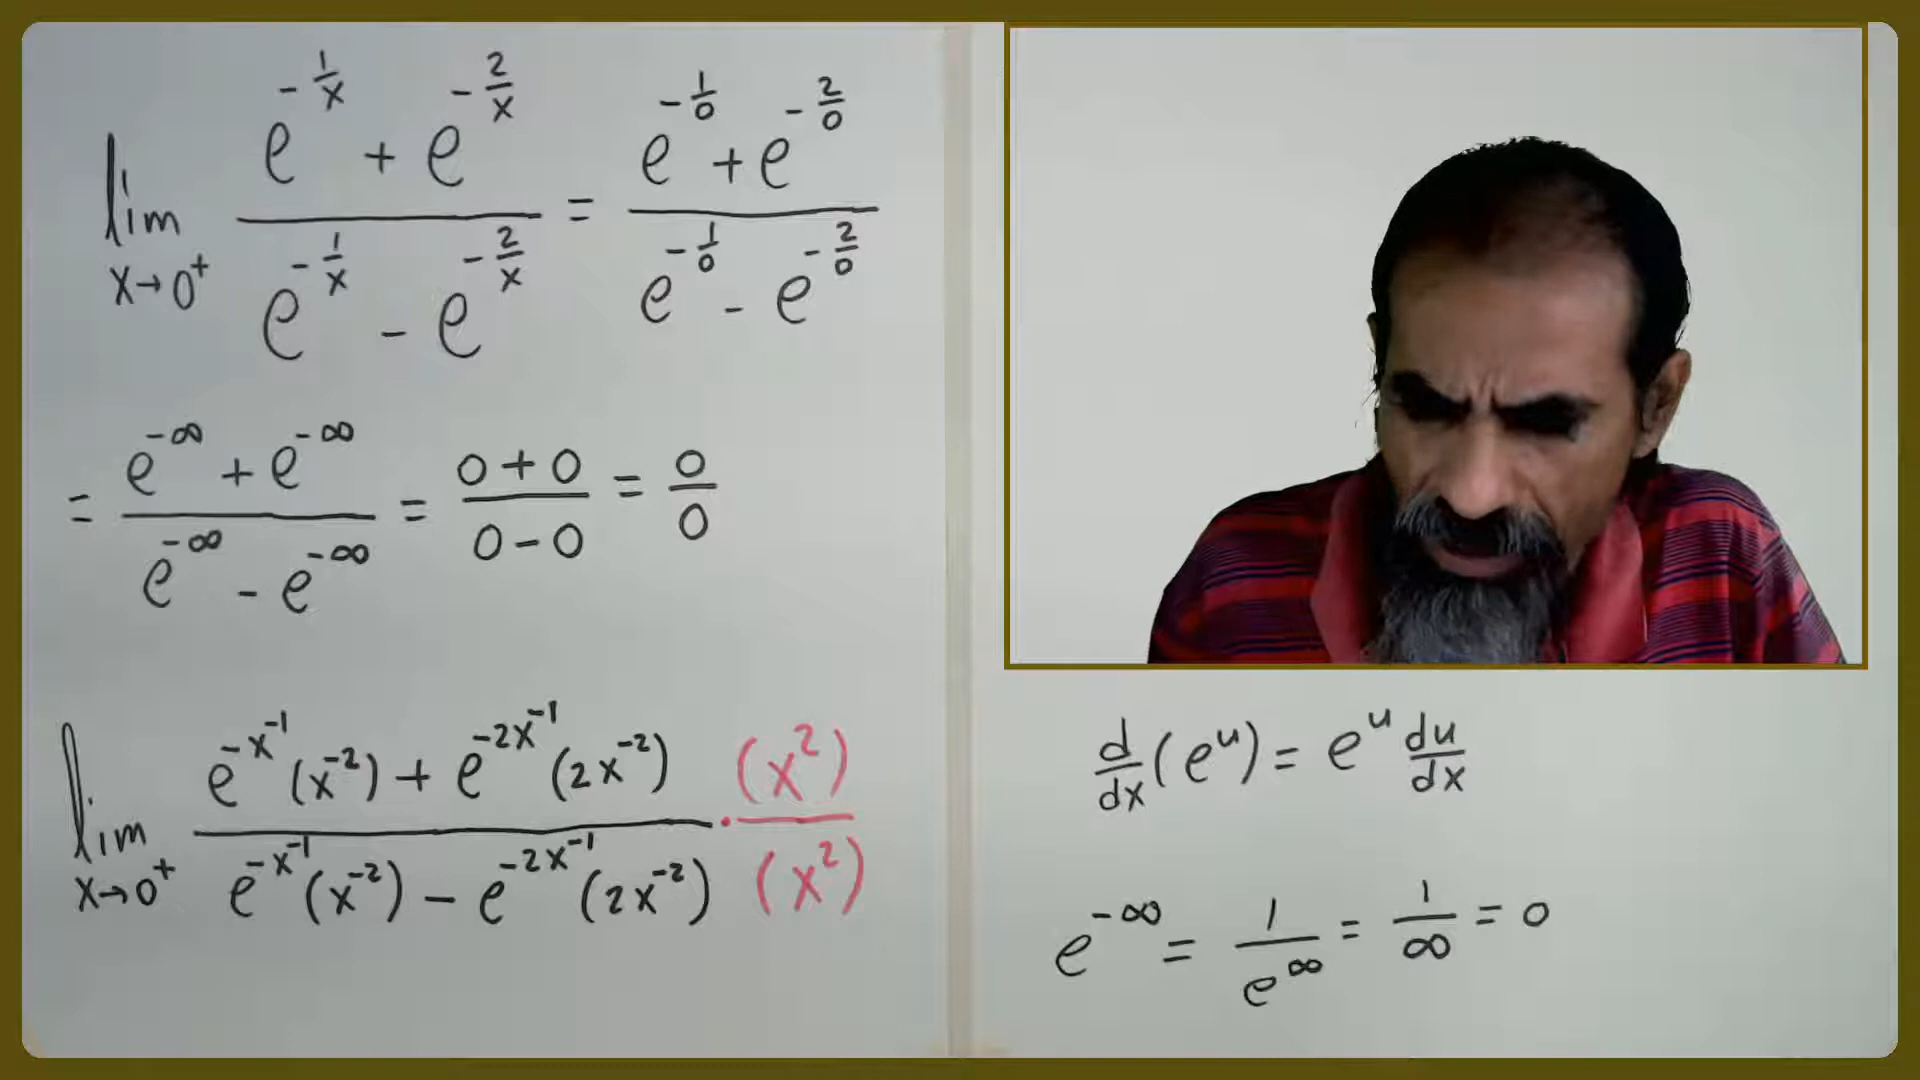 lim x→0⁺ (e^(-1/x) + e^(-2/x)) / (e^(-1/x) - e^(-2/x)) = (e^(-1/0) + e^(-2/0)) / (e^(-1/0) - e^(-2/0))
= (e^(-∞) + e^(-∞)) / (e^(-∞) - e^(-∞)) = (0+0)/(0-0) = 0/0
lim x→0⁺ (e^(-x⁻¹)(x⁻²) + e^(-2x⁻¹)(2x⁻²)) / (e^(-x⁻¹)(x⁻²) - e^(-2x⁻¹)(2x⁻²)) · (x²)/(x²)
d/dx (e^u) = e^u du/dx
e^(-∞) = 1/e^∞ = 1/∞ = 0